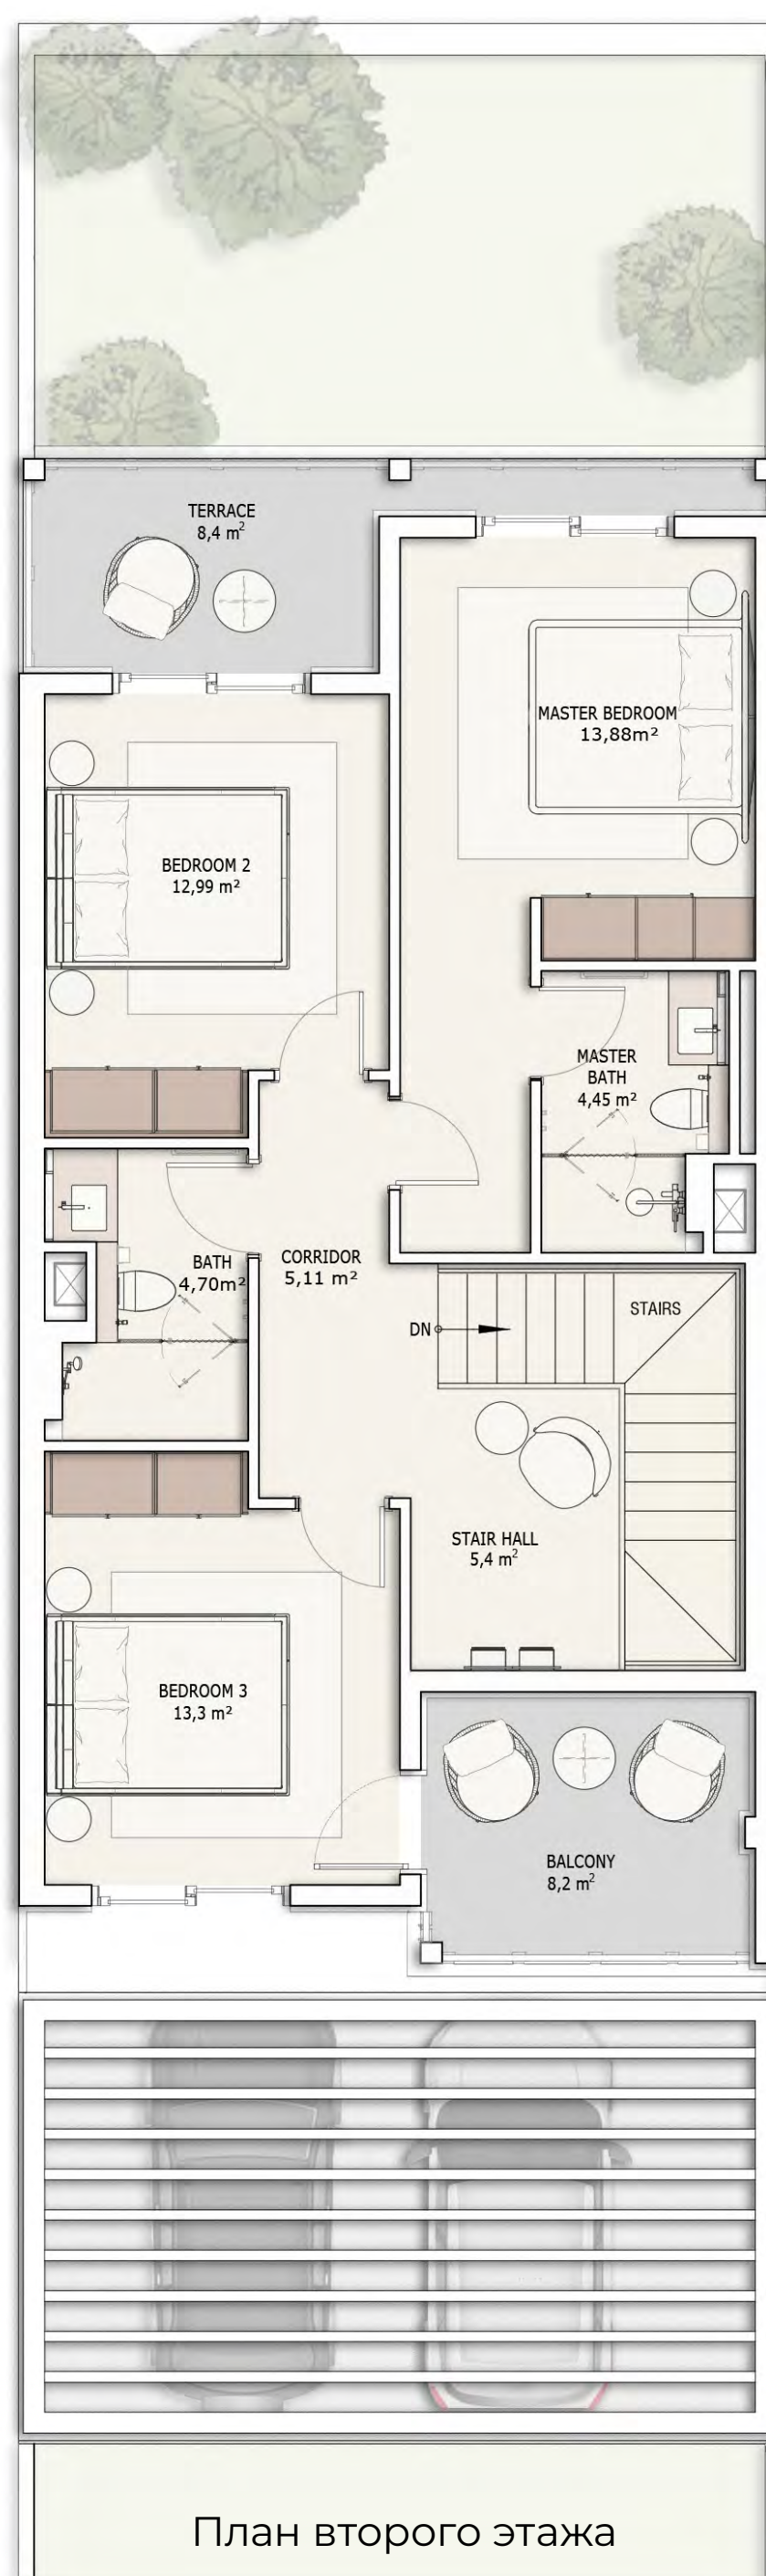 TERRACE
8,4 m²
MASTER BEDROOM
13,88m²
BEDROOM 2
12,99 m²
MASTER
BATH
4,45 m²
BATH
4,70m²
CORRIDOR
5,11 m²
STAIRS
DN
STAIR HALL
5,4 m²
BEDROOM 3
13,3 m²
BALCONY
8,2 m²
План второго этажа